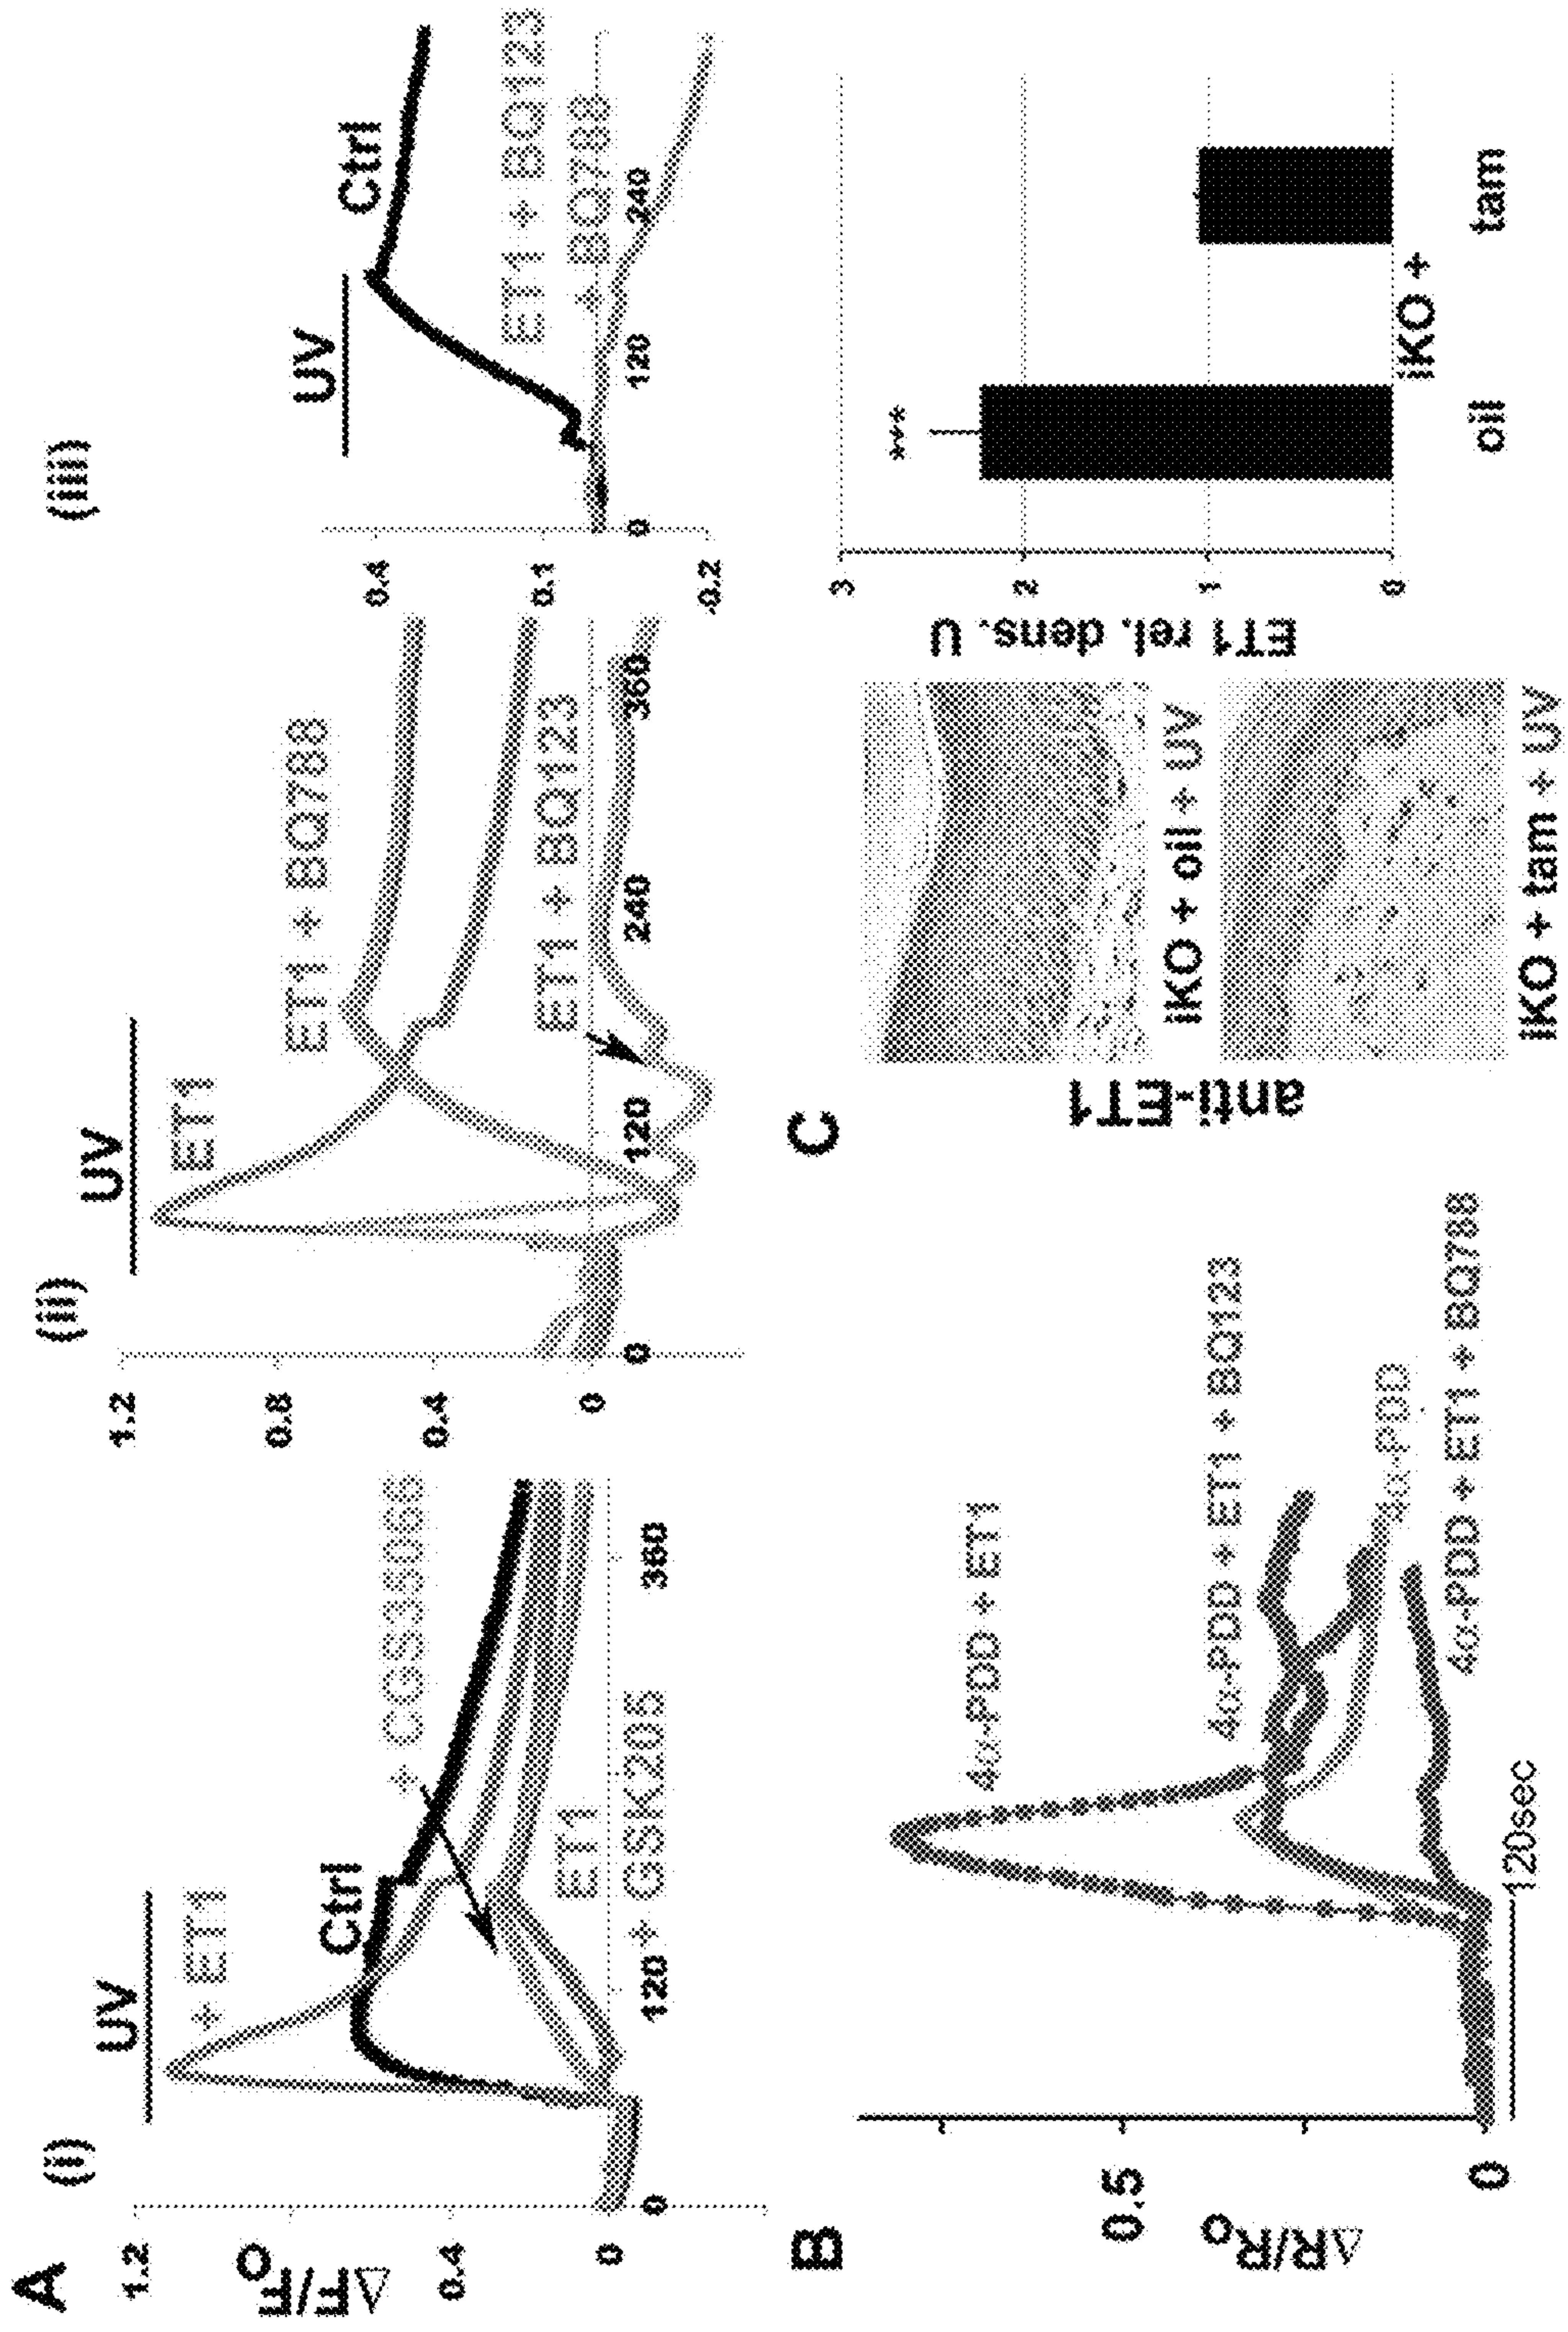 A
(i)
UV
+ ET1
Ctrl
+ CGS35066
ET1
+ GSK205
ΔF/Fo
1.2
0.4
0
0
120
360
(ii)
UV
ET1
ET1 + BQ788
ET1 + BQ123
1.2
0.8
0.4
0
0
120
240
360
(iii)
UV
Ctrl
ET1 + BQ123
+ BQ788
0.4
0.1
-0.2
0
120
240
B
ΔR/Ro
0.5
0
4α-PDD + ET1
4α-PDD + ET1 + BQ123
4α-PDD
4α-PDD + ET1 + BQ788
120sec
C
anti-ET1
iKO + oil + UV
iKO + tam + UV
ET1 rel. dens. U
3
2
1
0
***
iKO +
oil
tam